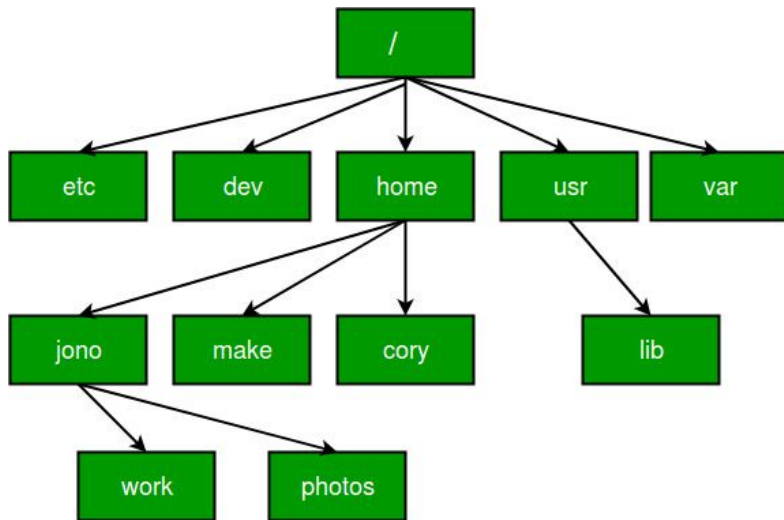 /
etc
dev
home
usr
var
jono
make
cory
lib
work
photos